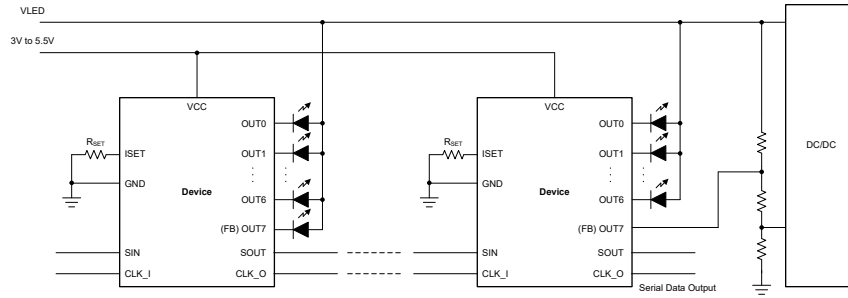 VLED
3V to 5.5V
VCC
OUT0
RSET
ISET
OUT1
GND
Device
OUT6
(FB) OUT7
SIN
SOUT
CLK_I
CLK_O
VCC
OUT0
RSET
ISET
OUT1
GND
Device
OUT6
(FB) OUT7
SIN
SOUT
CLK_I
CLK_O
Serial Data Output
DC/DC